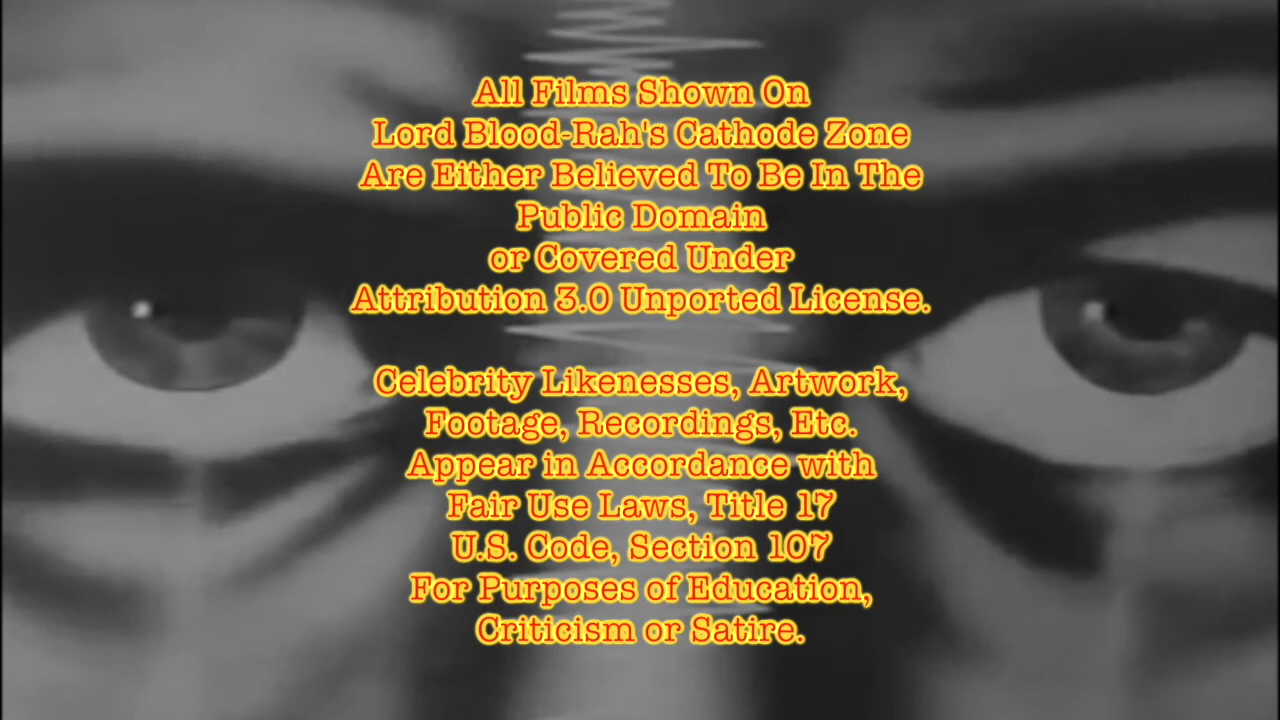 All Films Shown On
Lord Blood-Rah's Cathode Zone
Are Either Believed To Be In The
Public Domain
or Covered Under
Attribution 3.0 Unported License.
Celebrity Likenesses, Artwork,
Footage, Recordings, Etc.
Appear in Accordance with
Fair Use Laws, Title 17
U.S. Code, Section 107
For Purposes of Education,
Criticism or Satire.